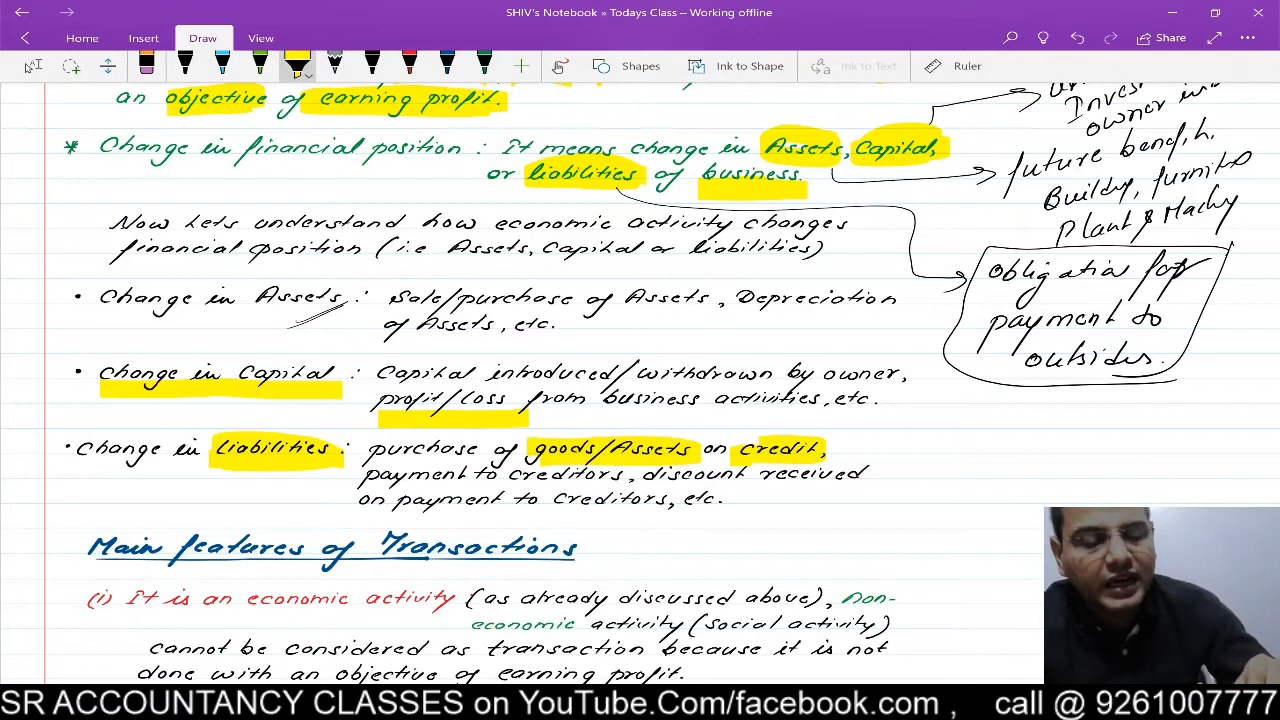 SHIV's Notebook » Todays Class – Working offline
Home Insert Draw View Share
Shapes Ink to Shape Ink to Text Ruler
an objective of earning profit.
Invest
owner in
* Change in financial position : It means change in Assets, Capital,
or liabilities of business.
future benefit.
Building, furniture
Plant & Machy
Now Lets understand how economic activity changes
financial position (i.e Assets, Capital or liabilities)
obligation for
payment to
outsiders.
• Change in Assets : Sale/purchase of Assets, Depreciation
of Assets, etc.
• Change in Capital : Capital introduced/withdrawn by owner,
profit/loss from business activities, etc.
• Change in liabilities : purchase of goods/Assets on credit,
payment to creditors, discount received
on payment to creditors, etc.
Main features of Transactions
(i) It is an economic activity (as already discussed above), non-
economic activity (social activity)
cannot be considered as transaction because it is not
done with an objective of earning profit.
SR ACCOUNTANCY CLASSES on YouTube.Com/facebook.com , call @ 9261007777